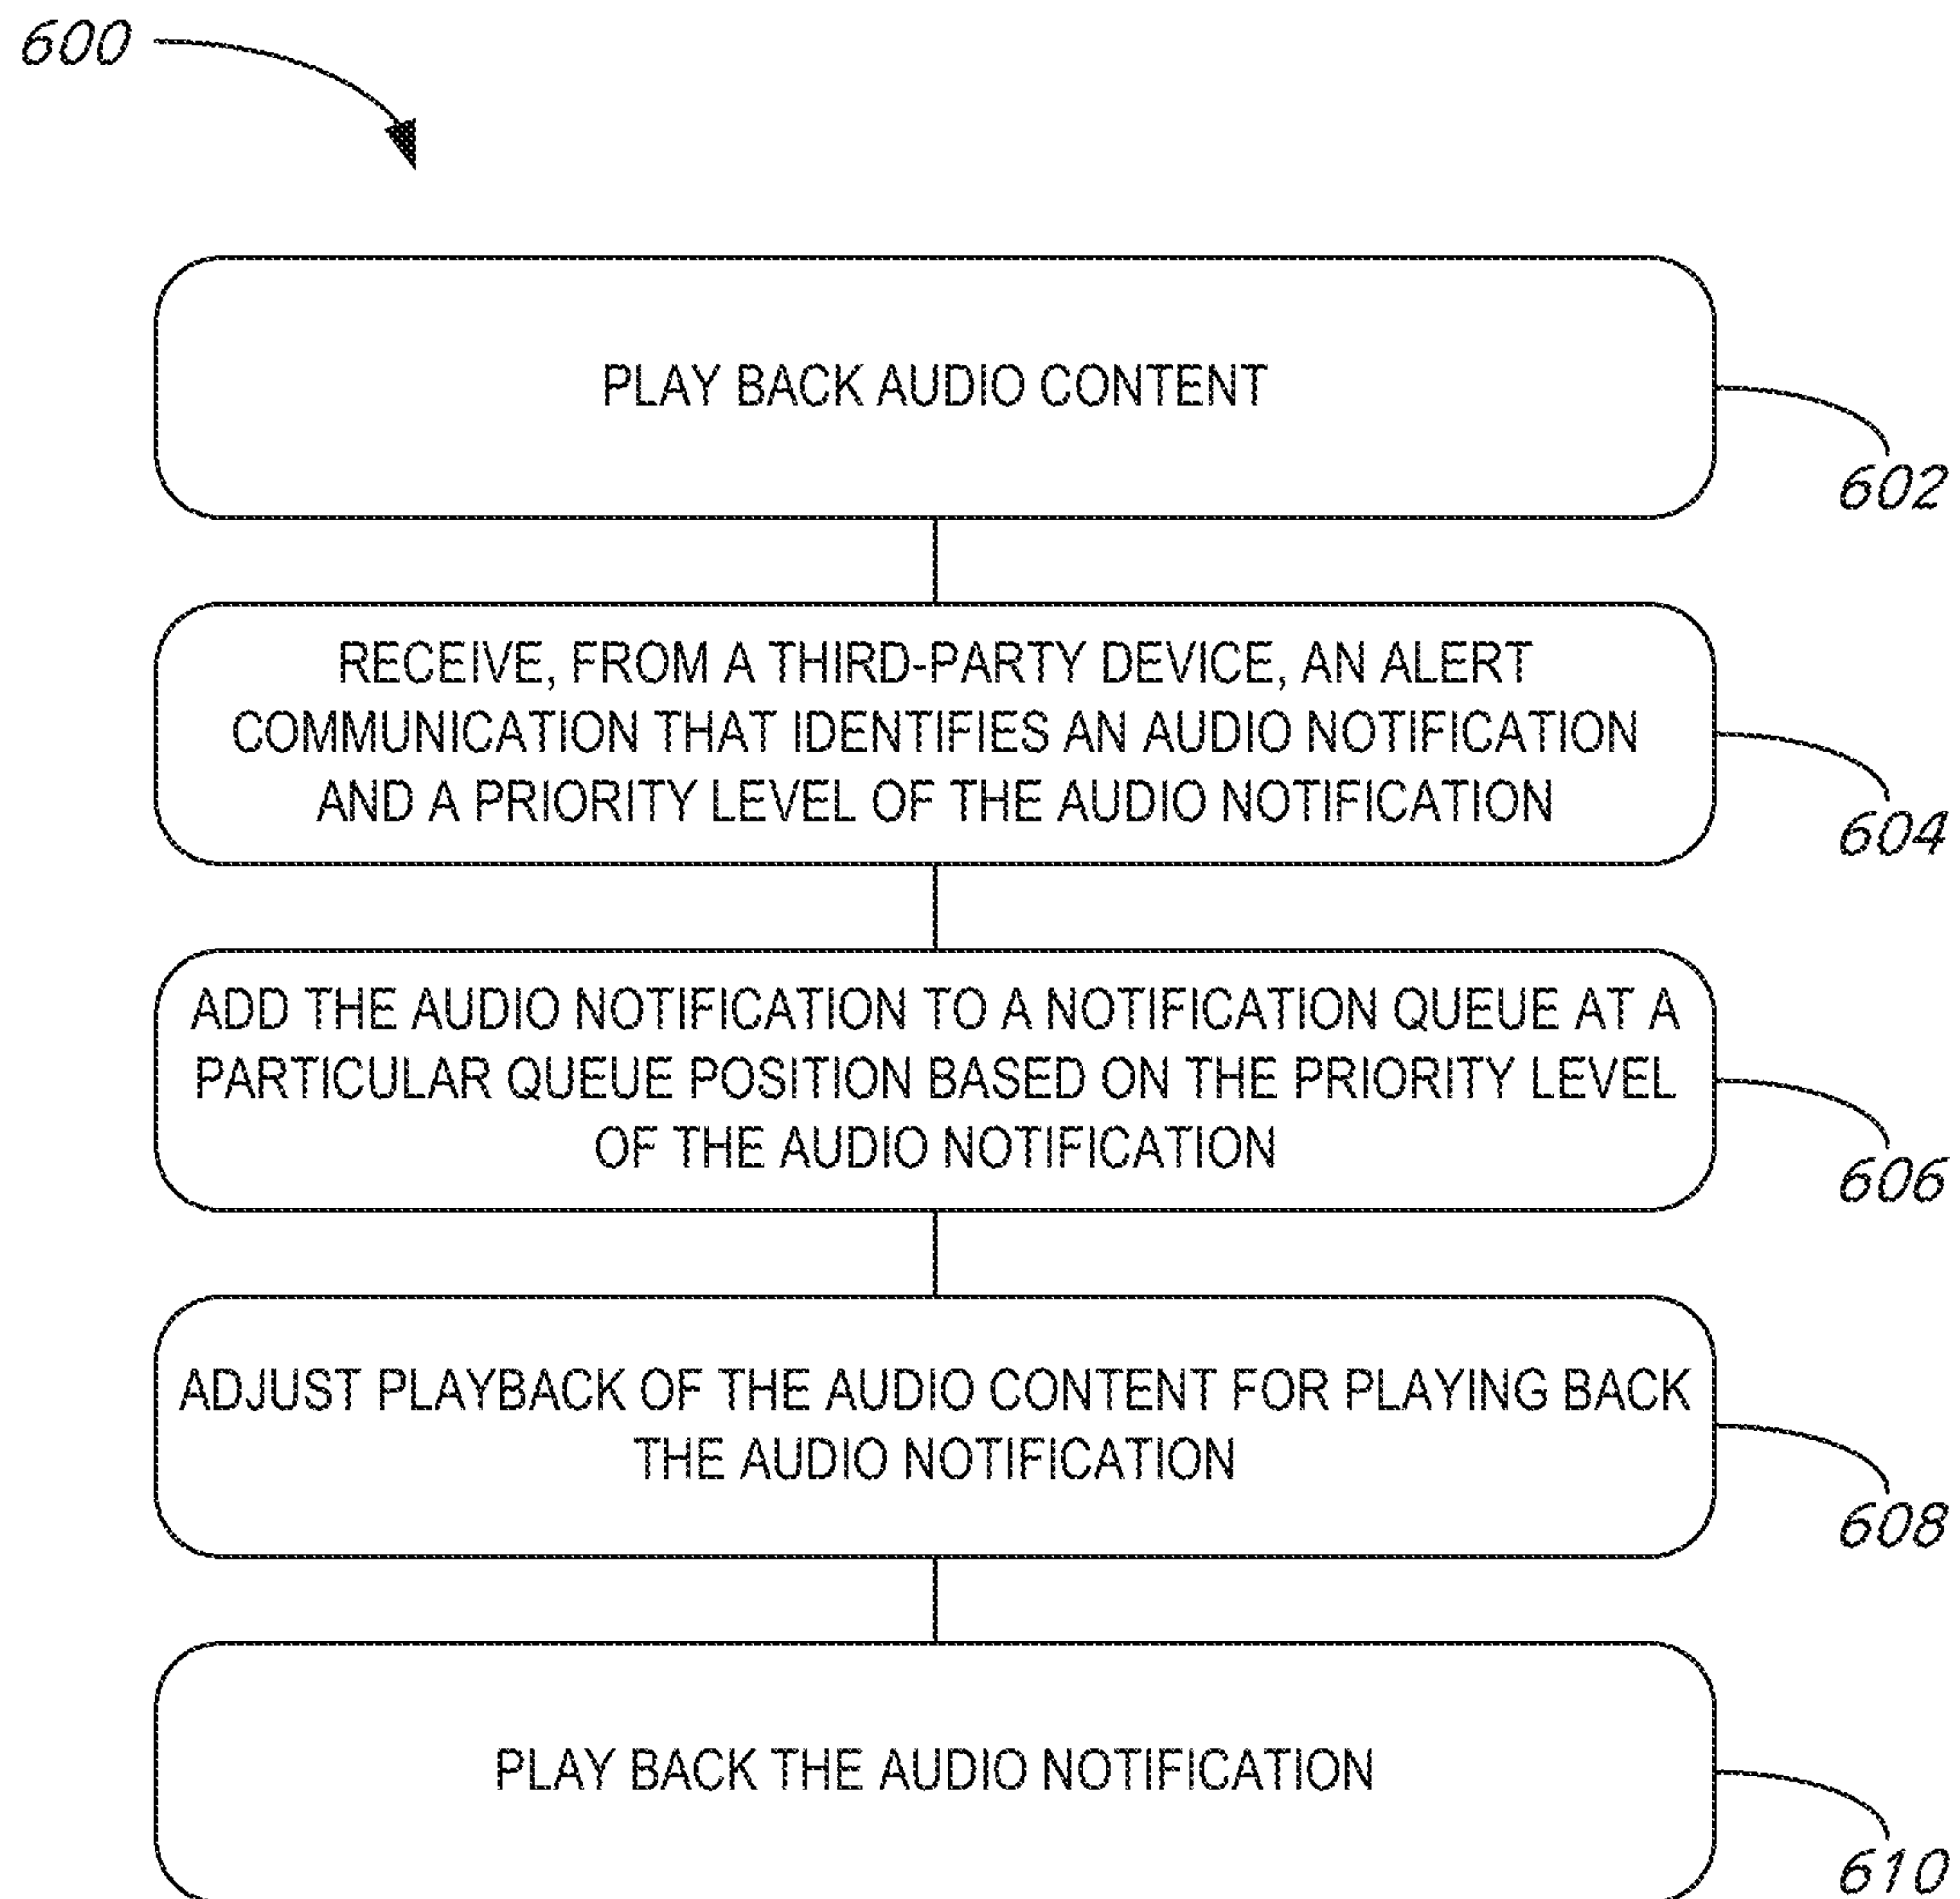 600
PLAY BACK AUDIO CONTENT
602
RECEIVE, FROM A THIRD-PARTY DEVICE, AN ALERT
COMMUNICATION THAT IDENTIFIES AN AUDIO NOTIFICATION
AND A PRIORITY LEVEL OF THE AUDIO NOTIFICATION
604
ADD THE AUDIO NOTIFICATION TO A NOTIFICATION QUEUE AT A
PARTICULAR QUEUE POSITION BASED ON THE PRIORITY LEVEL
OF THE AUDIO NOTIFICATION
606
ADJUST PLAYBACK OF THE AUDIO CONTENT FOR PLAYING BACK
THE AUDIO NOTIFICATION
608
PLAY BACK THE AUDIO NOTIFICATION
610